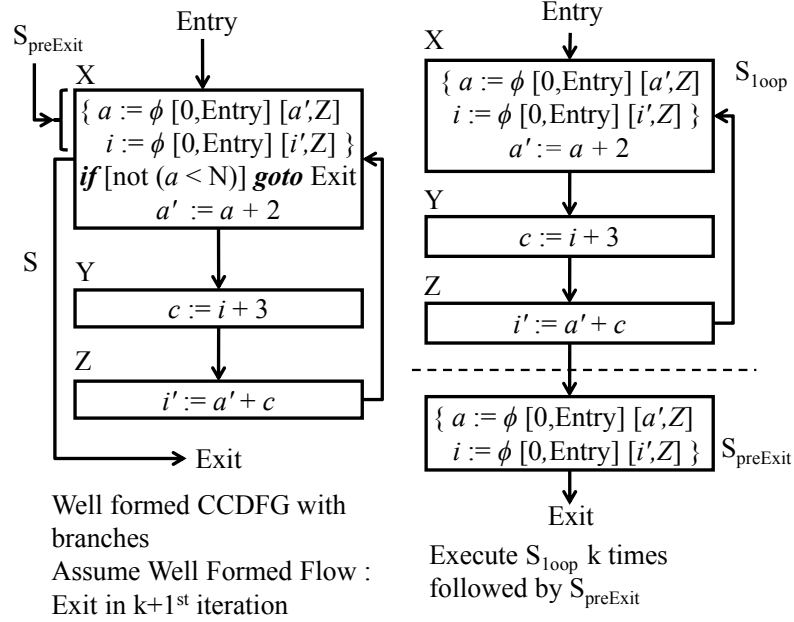 Entry
S_preExit
X
{ a := ϕ [0,Entry] [a′,Z]
i := ϕ [0,Entry] [i′,Z] }
if [not (a < N)] goto Exit
a′ := a + 2
S
Y
c := i + 3
Z
i′ := a′ + c
Exit
Well formed CCDFG with
branches
Assume Well Formed Flow :
Exit in k+1st iteration
Entry
X
S_loop
{ a := ϕ [0,Entry] [a′,Z]
i := ϕ [0,Entry] [i′,Z] }
a′ := a + 2
Y
c := i + 3
Z
i′ := a′ + c
{ a := ϕ [0,Entry] [a′,Z]
i := ϕ [0,Entry] [i′,Z] }
S_preExit
Exit
Execute S_loop k times
followed by S_preExit